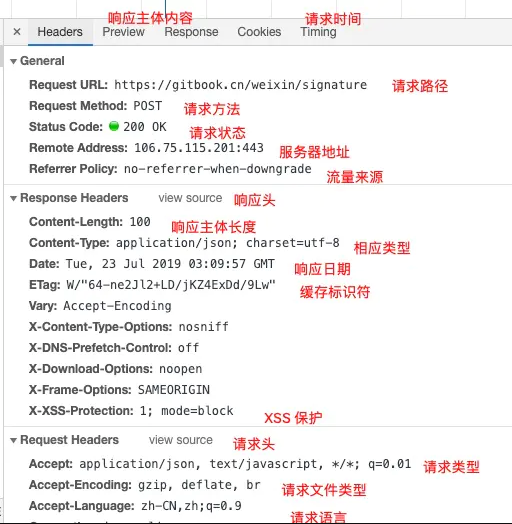 响应主体内容 请求时间
× Headers Preview Response Cookies Timing
General
Request URL: https://gitbook.cn/weixin/signature 请求路径
Request Method: POST 请求方法
Status Code: 200 OK 请求状态
Remote Address: 106.75.115.201:443 服务器地址
Referrer Policy: no-referrer-when-downgrade 流量来源
Response Headers view source 响应头
Content-Length: 100 响应主体长度
Content-Type: application/json; charset=utf-8 相应类型
Date: Tue, 23 Jul 2019 03:09:57 GMT 响应日期
ETag: W/"64-ne2Jl2+LD/jKZ4ExDd/9Lw" 缓存标识符
Vary: Accept-Encoding
X-Content-Type-Options: nosniff
X-DNS-Prefetch-Control: off
X-Download-Options: noopen
X-Frame-Options: SAMEORIGIN
X-XSS-Protection: 1; mode=block XSS 保护
Request Headers view source 请求头
Accept: application/json, text/javascript, */*; q=0.01 请求类型
Accept-Encoding: gzip, deflate, br 请求文件类型
Accept-Language: zh-CN,zh;q=0.9 请求语言